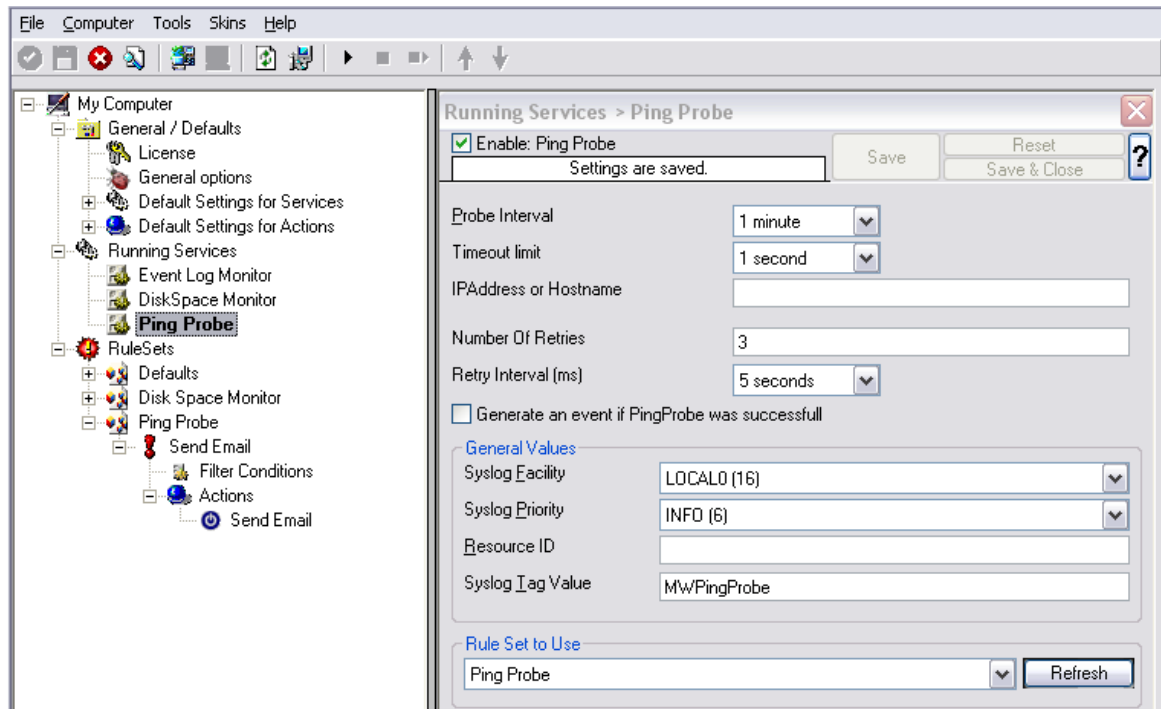 File Computer Tools Skins Help
My Computer
General / Defaults
License
General options
Default Settings for Services
Default Settings for Actions
Running Services
Event Log Monitor
DiskSpace Monitor
Ping Probe
RuleSets
Defaults
Disk Space Monitor
Ping Probe
Send Email
Filter Conditions
Actions
Send Email
Running Services > Ping Probe
Enable: Ping Probe
Settings are saved.
Save
Reset
Save & Close
?
Probe Interval 1 minute
Timeout limit 1 second
IPAddress or Hostname
Number Of Retries 3
Retry Interval (ms) 5 seconds
Generate an event if PingProbe was successfull
General Values
Syslog Facility LOCAL0 (16)
Syslog Priority INFO (6)
Resource ID
Syslog Tag Value MWPingProbe
Rule Set to Use
Ping Probe Refresh